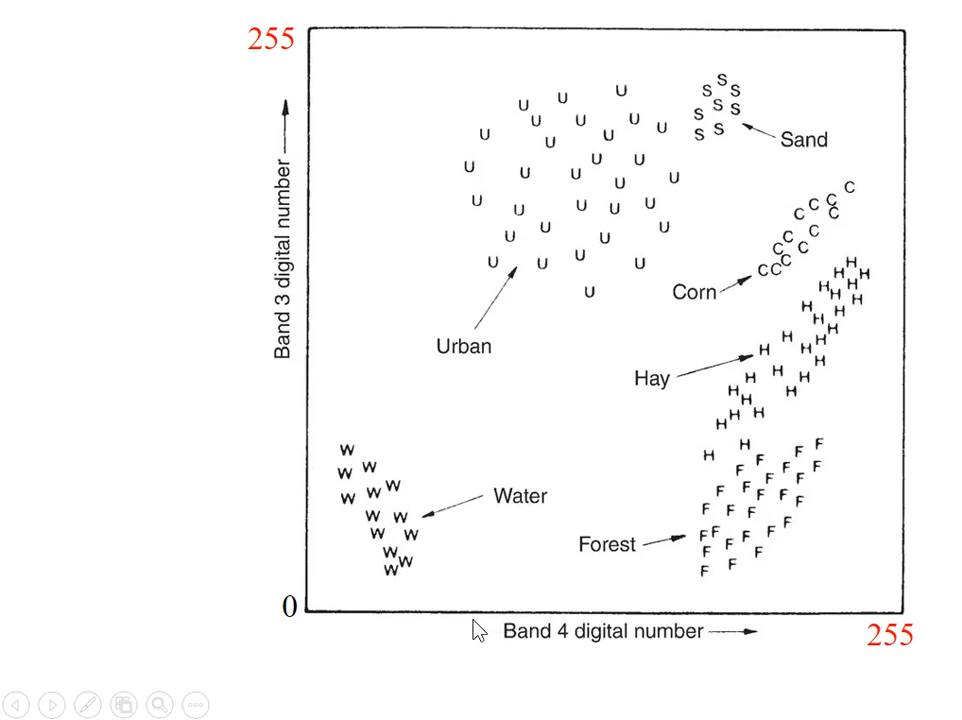 255
U U U U U U U U U U U U U U U U U U U U U U U U U U U U U U U U U U
S S S S S S S S
Sand
C C C C C C C C C C C C C
Corn
Urban
H H H H H H H H H H H H H H H H H H H H H H H H H H H H
Hay
W W W W W W W W W W W W W W
Water
F F F F F F F F F F F F F F F F F F F F F F F F F F F
Forest
Band 3 digital number
0
Band 4 digital number
255